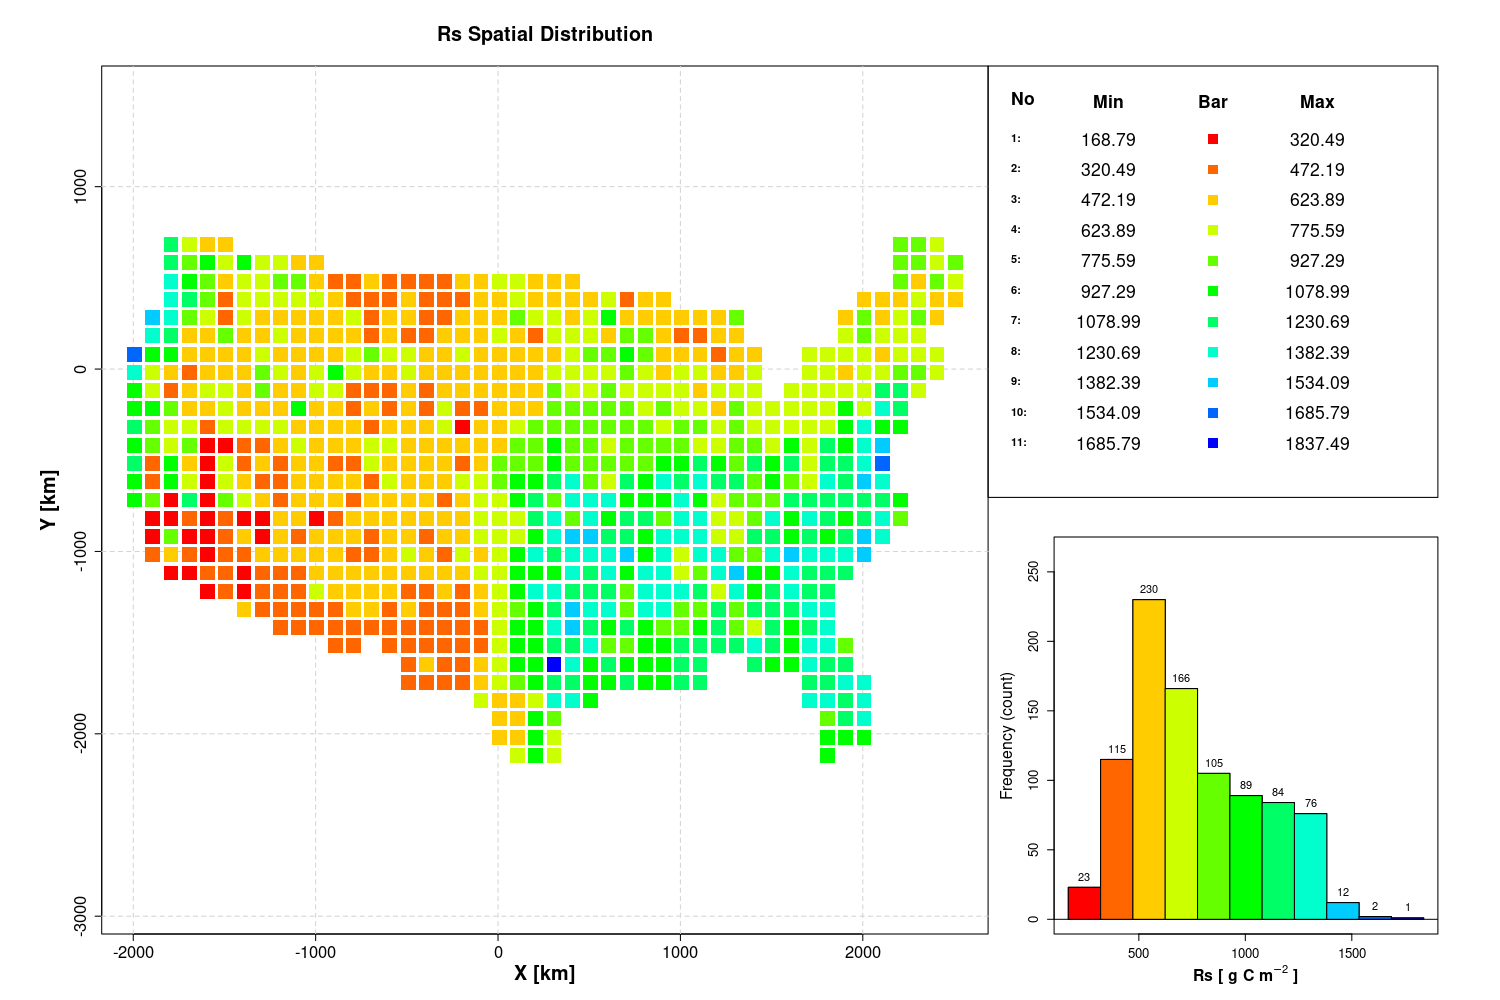 Rs Spatial Distribution
No Min Bar Max
1: 168.79 320.49
2: 320.49 472.19
3: 472.19 623.89
4: 623.89 775.59
5: 775.59 927.29
6: 927.29 1078.99
7: 1078.99 1230.69
8: 1230.69 1382.39
9: 1382.39 1534.09
10: 1534.09 1685.79
11: 1685.79 1837.49
1000
0
-1000
-2000
-3000
Y [km]
-2000 -1000 0 1000 2000
X [km]
250
200
150
100
50
0
Frequency (count)
23 115 230 166 105 89 84 76 12 2 1
500 1000 1500
Rs [ g C m⁻² ]